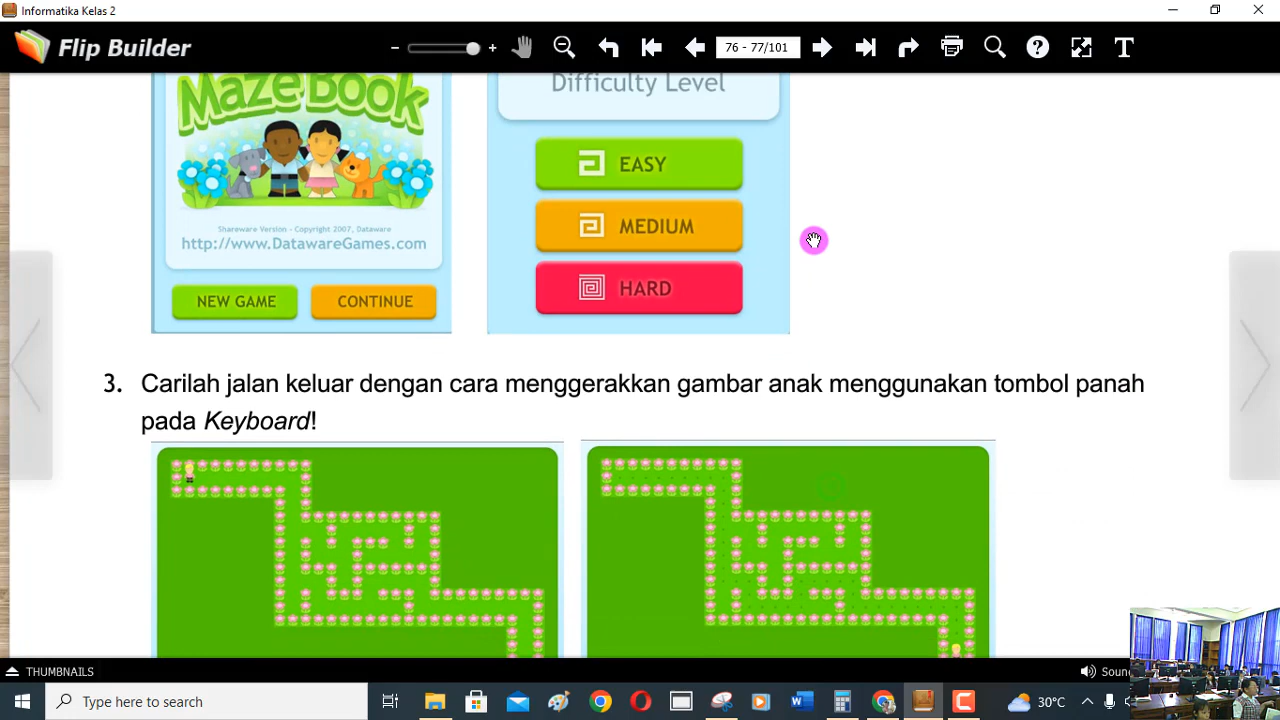 Informatika Kelas 2
Flip Builder
76 - 77/101
Maze Book
Shareware Version - Copyright 2007, Dataware
http://www.DatawareGames.com
NEW GAME
CONTINUE
Difficulty Level
EASY
MEDIUM
HARD
3. Carilah jalan keluar dengan cara menggerakkan gambar anak menggunakan tombol panah
pada Keyboard!
THUMBNAILS
Soun
Type here to search
30°C